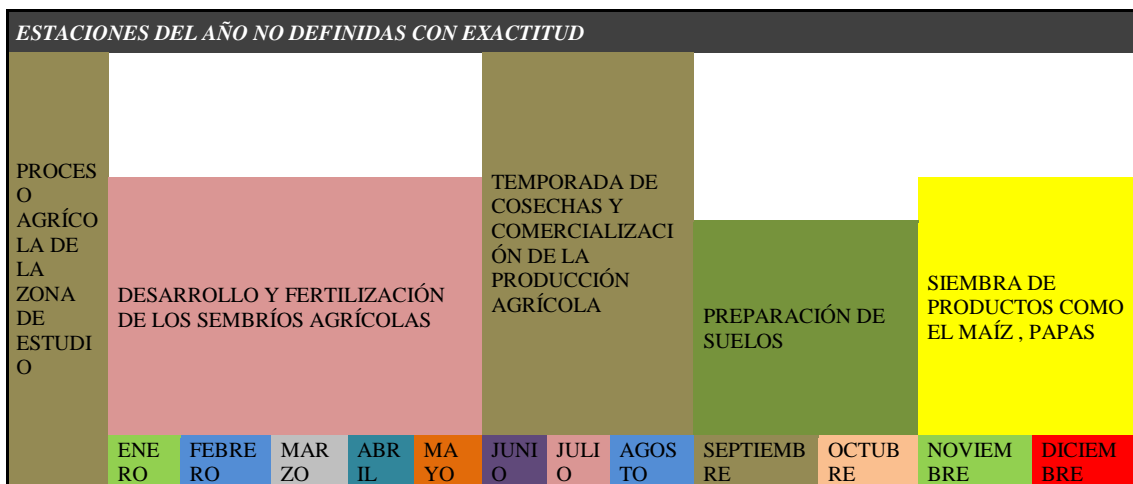 ESTACIONES DEL AÑO NO DEFINIDAS CON EXACTITUD
PROCES
O
AGRÍCO
LA DE
LA
ZONA
DE
ESTUDI
O
DESARROLLO Y FERTILIZACIÓN
DE LOS SEMBRÍOS AGRÍCOLAS
TEMPORADA DE
COSECHAS Y
COMERCIALIZACI
ÓN DE LA
PRODUCCIÓN
AGRÍCOLA
PREPARACIÓN DE
SUELOS
SIEMBRA DE
PRODUCTOS COMO
EL MAÍZ , PAPAS
ENE
RO
FEBRE
RO
MAR
ZO
ABR
IL
MA
YO
JUNI
O
JULI
O
AGOS
TO
SEPTIEMB
RE
OCTUB
RE
NOVIEM
BRE
DICIEM
BRE